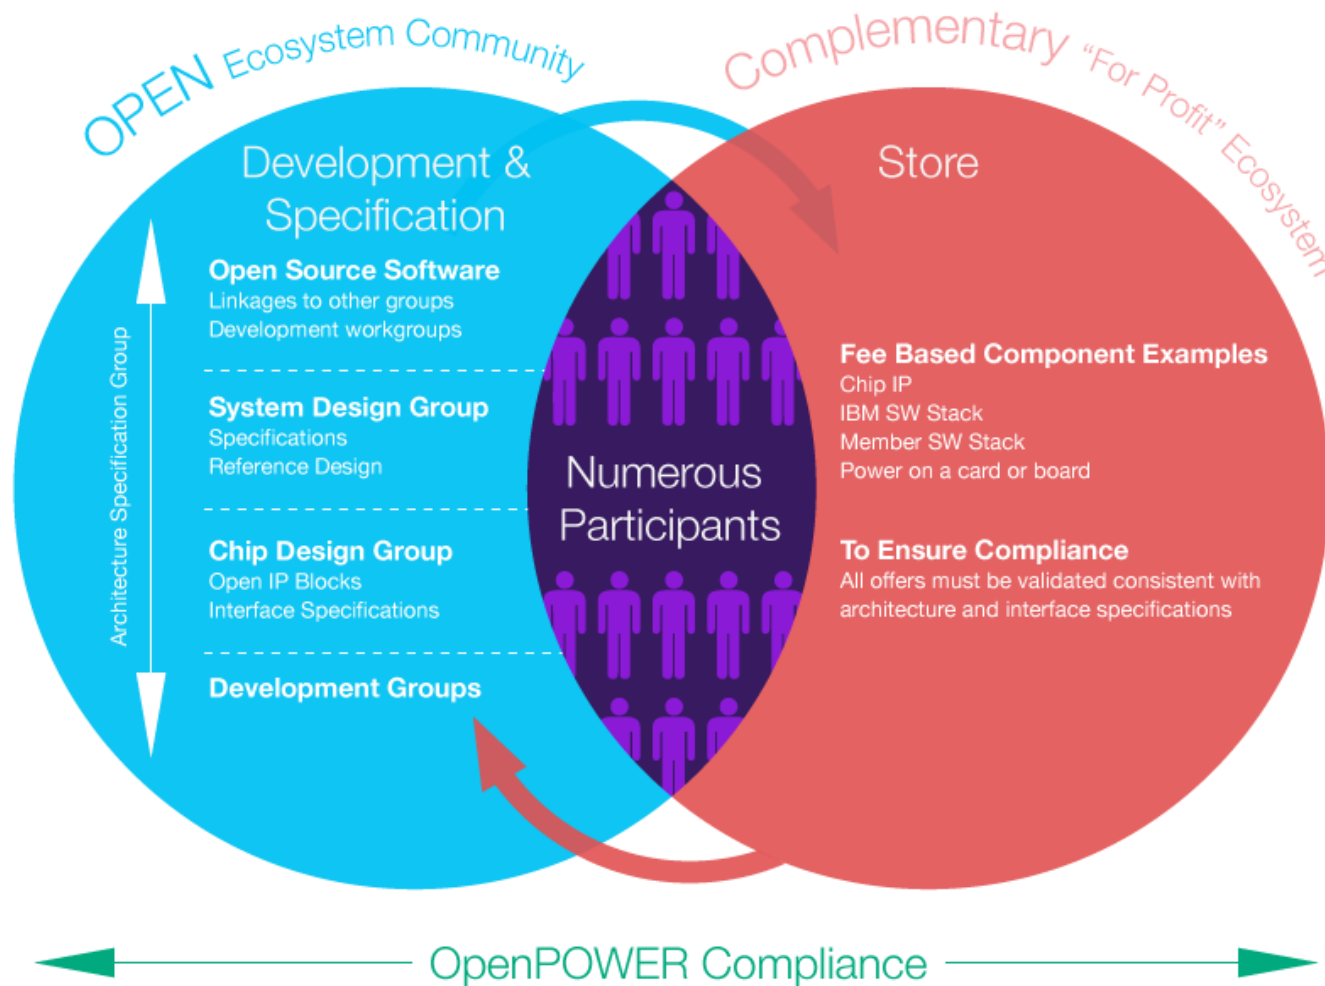 OPEN Ecosystem Community
Complementary “For Profit” Ecosystem
Development &
Specification
Architecture Specification Group
Open Source Software
Linkages to other groups
Development workgroups
System Design Group
Specifications
Reference Design
Chip Design Group
Open IP Blocks
Interface Specifications
Development Groups
Numerous
Participants
Store
Fee Based Component Examples
Chip IP
IBM SW Stack
Member SW Stack
Power on a card or board
To Ensure Compliance
All offers must be validated consistent with
architecture and interface specifications
OpenPOWER Compliance